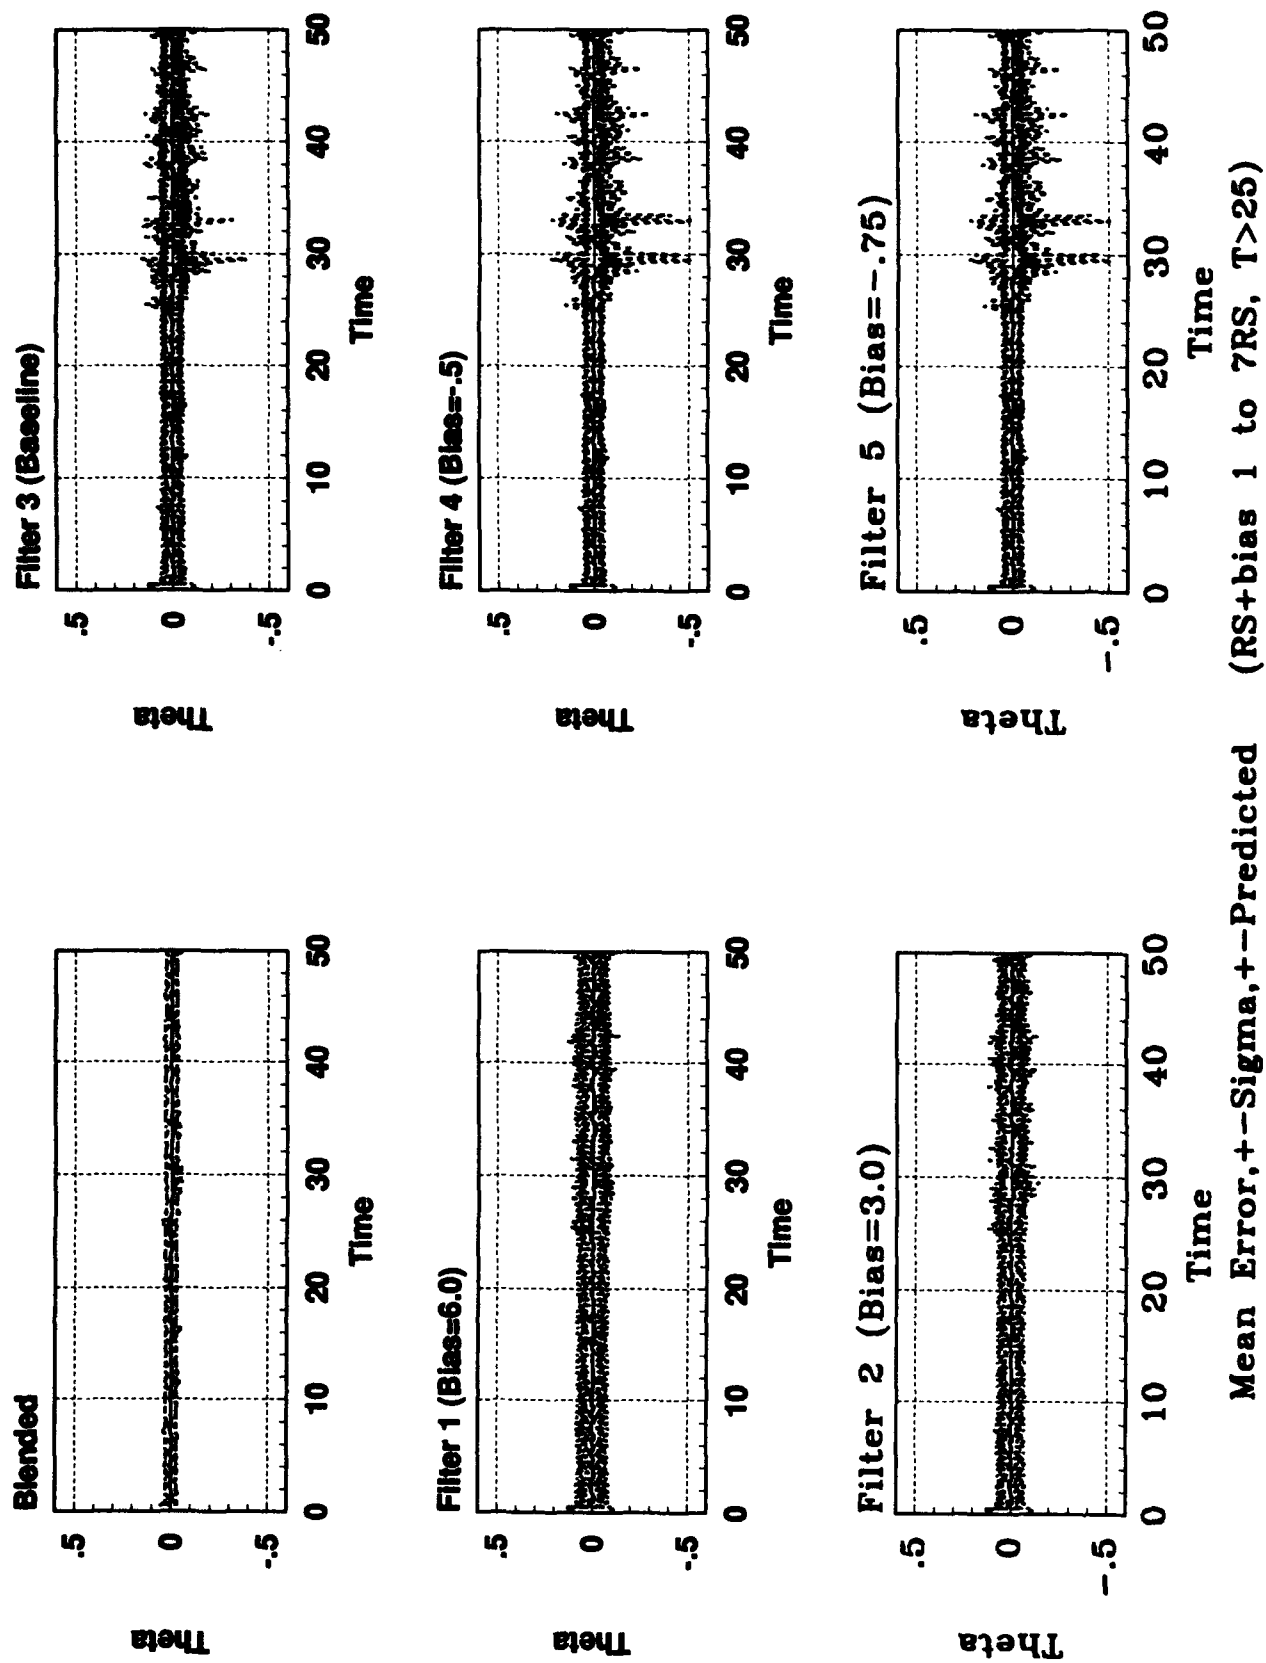 Blended
.5
0
-.5
Theta
0 10 20 30 40 50
Time
Filter 3 (Baseline)
.5
0
-.5
Theta
0 10 20 30 40 50
Time
Filter 1 (Bias=6.0)
.5
0
-.5
Theta
0 10 20 30 40 50
Time
Filter 4 (Bias=-.5)
.5
0
-.5
Theta
0 10 20 30 40 50
Time
Filter 2 (Bias=3.0)
.5
0
-.5
Theta
0 10 20 30 40 50
Time
Filter 5 (Bias=-.75)
.5
0
-.5
Theta
0 10 20 30 40 50
Time
Mean Error,+-Sigma,+-Predicted (RS+bias 1 to 7RS, T>25)